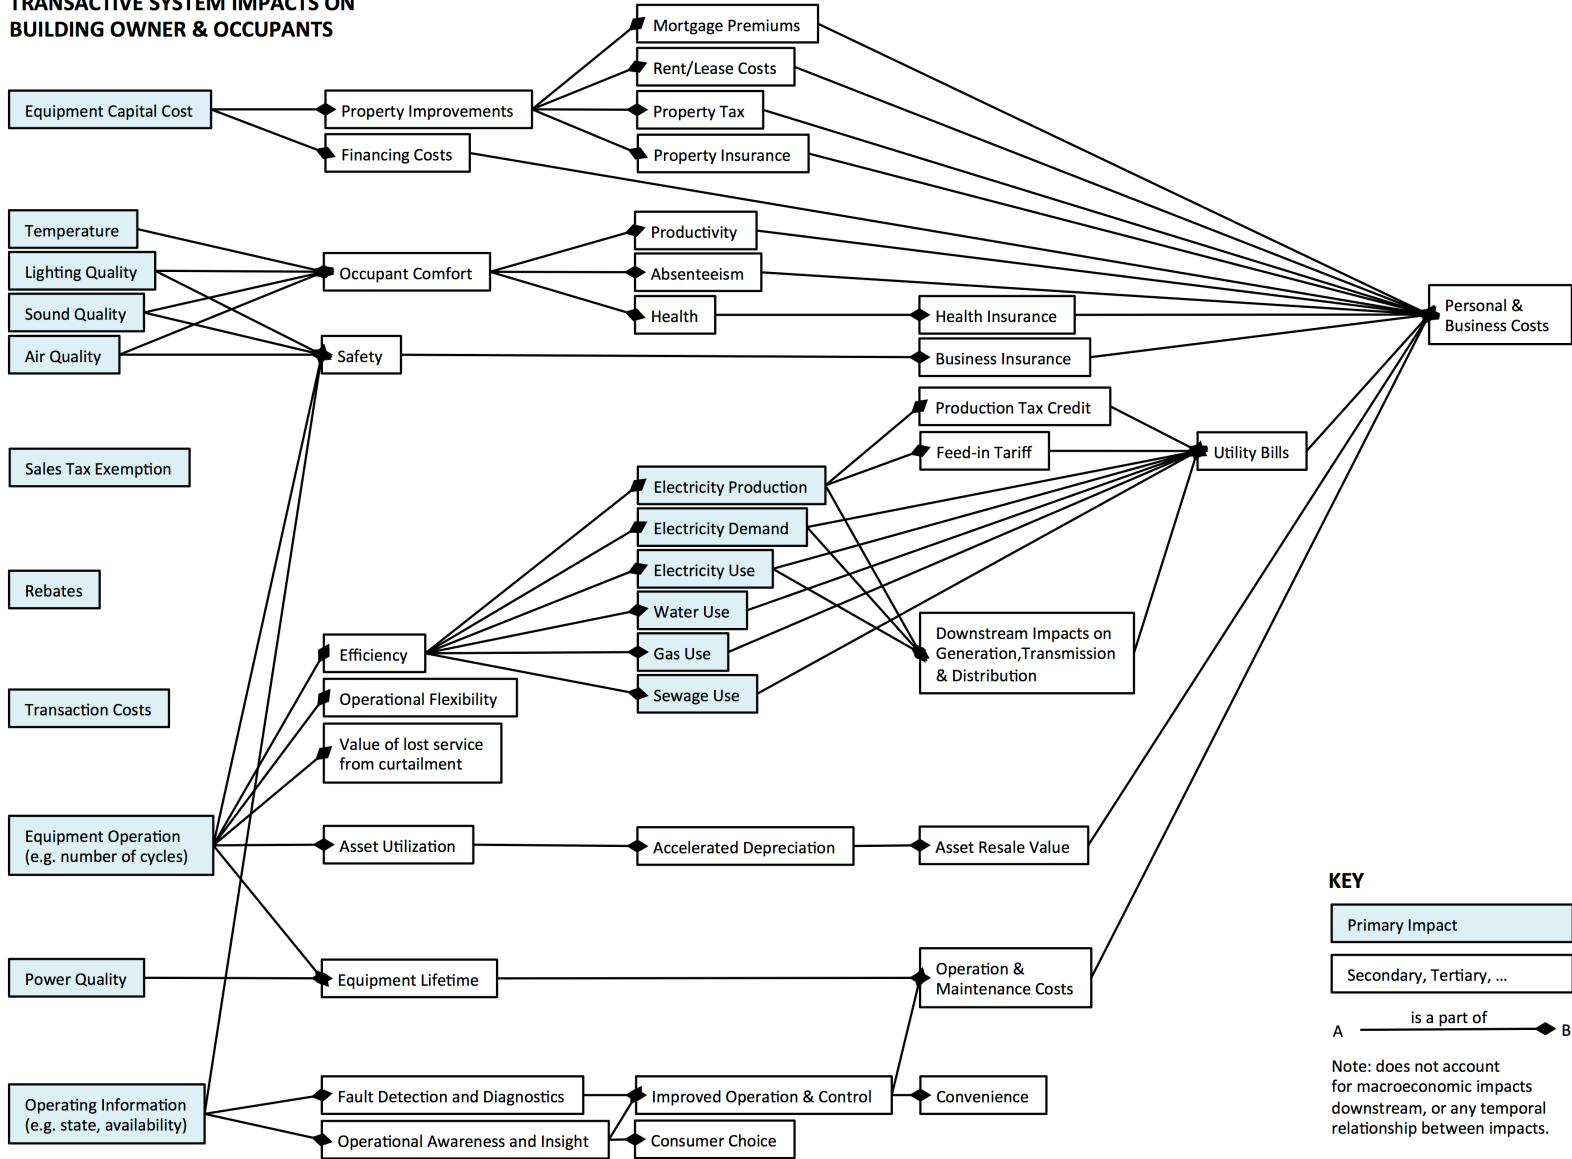 TRANSACTIVE SYSTEM IMPACTS ON
BUILDING OWNER & OCCUPANTS
Mortgage Premiums
Rent/Lease Costs
Equipment Capital Cost
Property Improvements
Property Tax
Financing Costs
Property Insurance
Temperature
Productivity
Lighting Quality
Occupant Comfort
Absenteeism
Sound Quality
Health
Health Insurance
Personal &
Business Costs
Air Quality
Safety
Business Insurance
Production Tax Credit
Feed-in Tariff
Utility Bills
Sales Tax Exemption
Electricity Production
Electricity Demand
Electricity Use
Rebates
Water Use
Efficiency
Gas Use
Downstream Impacts on
Generation,Transmission
& Distribution
Sewage Use
Operational Flexibility
Transaction Costs
Value of lost service
from curtailment
Equipment Operation
(e.g. number of cycles)
Asset Utilization
Accelerated Depreciation
Asset Resale Value
Power Quality
Equipment Lifetime
Operation &
Maintenance Costs
Operating Information
(e.g. state, availability)
Fault Detection and Diagnostics
Improved Operation & Control
Convenience
Operational Awareness and Insight
Consumer Choice
KEY
Primary Impact
Secondary, Tertiary, ...
A is a part of B
Note: does not account
for macroeconomic impacts
downstream, or any temporal
relationship between impacts.